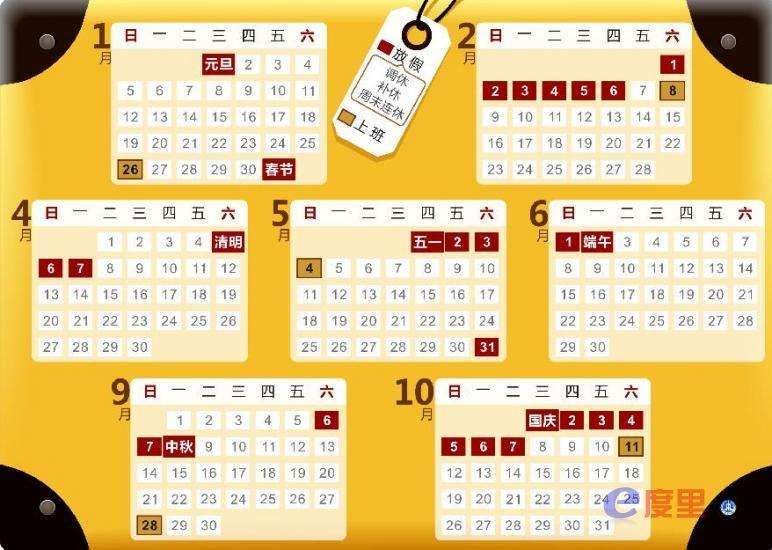 1
月
日 一 二 三 四 五 六
元旦 2 3 4
5 6 7 8 9 10 11
12 13 14 15 16 17 18
19 20 21 22 23 24 25
26 27 28 29 30 春节
放假
调休
补休
周末连休
上班
2
月
日 一 二 三 四 五 六
1
2 3 4 5 6 7 8
9 10 11 12 13 14 15
16 17 18 19 20 21 22
23 24 25 26 27 28
4
月
日 一 二 三 四 五 六
1 2 3 清明
6 7 8 9 10 11 12
13 14 15 16 17 18 19
20 21 22 23 24 25 26
27 28 29 30
5
月
日 一 二 三 四 五 六
五一 2 3
4 5 6 7 8 9 10
11 12 13 14 15 16 17
18 19 20 21 22 23 24
25 26 27 28 29 30 31
6
月
日 一 二 三 四 五 六
1 端午 3 4 5 6 7
8 9 10 11 12 13 14
15 16 17 18 19 20 21
22 23 24 25 26 27 28
29 30
9
月
日 一 二 三 四 五 六
1 2 3 4 5 6
7 中秋 9 10 11 12 13
14 15 16 17 18 19 20
21 22 23 24 25 26 27
28 29 30
10
月
日 一 二 三 四 五 六
国庆 2 3 4
5 6 7 8 9 10 11
12 13 14 15 16 17 18
19 20 21 22 23 24 25
26 27 28 29 30 31
e度里